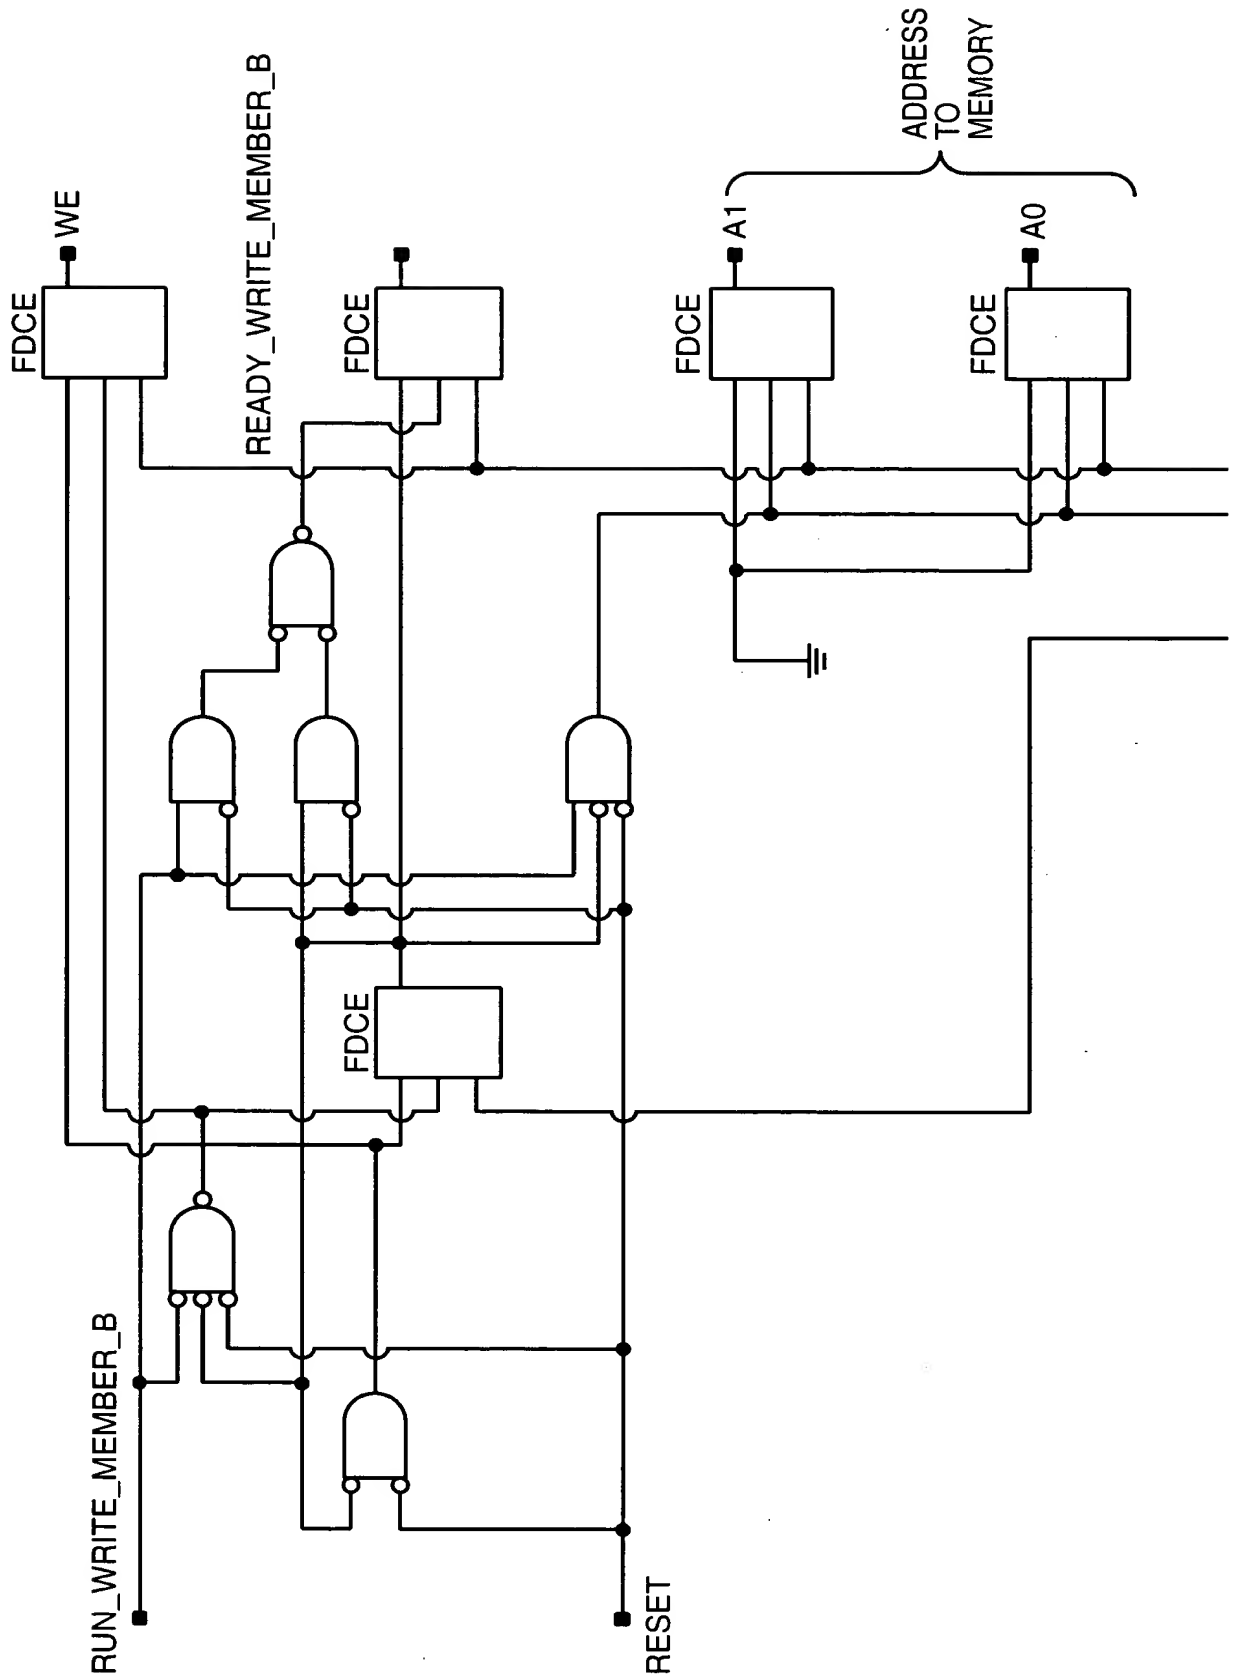 WE
FDCE
READY_WRITE_MEMBER_B
FDCE
FDCE
A1
FDCE
A0
ADDRESS
TO
MEMORY
FDCE
RUN_WRITE_MEMBER_B
RESET